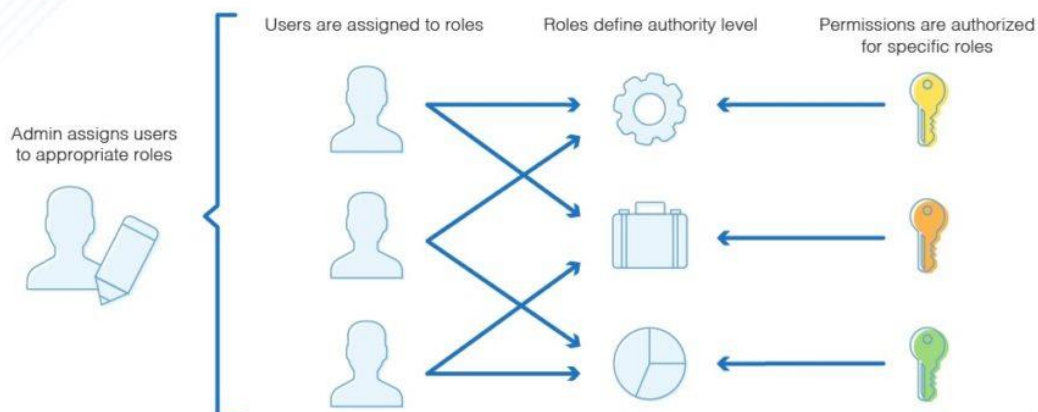 Users are assigned to roles
Roles define authority level
Permissions are authorized
for specific roles
Admin assigns users
to appropriate roles